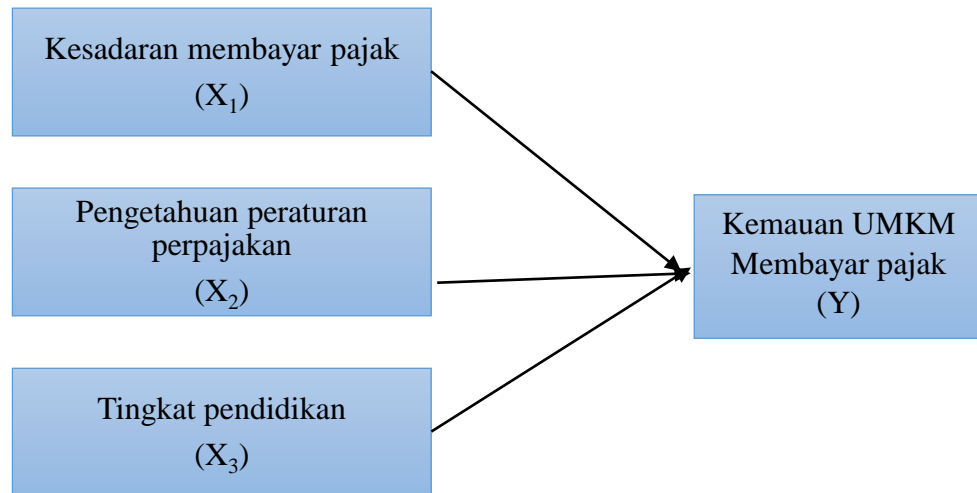 Kesadaran membayar pajak
(X₁)
Pengetahuan peraturan
perpajakan
(X₂)
Tingkat pendidikan
(X₃)
Kemauan UMKM
Membayar pajak
(Y)